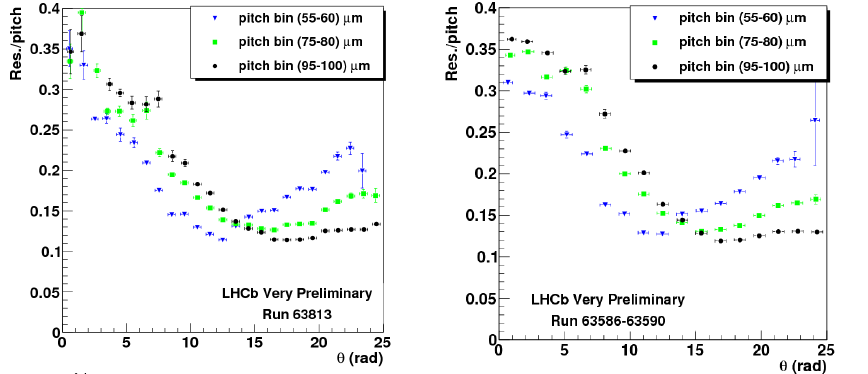 Res./pitch
0.4
0.35
0.3
0.25
0.2
0.15
0.1
0.05
0
0 5 10 15 20 25
θ (rad)
pitch bin (55-60) μm
pitch bin (75-80) μm
pitch bin (95-100) μm
LHCb Very Preliminary
Run 63813
Res./pitch
0.4
0.35
0.3
0.25
0.2
0.15
0.1
0.05
0
0 5 10 15 20 25
θ (rad)
pitch bin (55-60) μm
pitch bin (75-80) μm
pitch bin (95-100) μm
LHCb Very Preliminary
Run 63586-63590